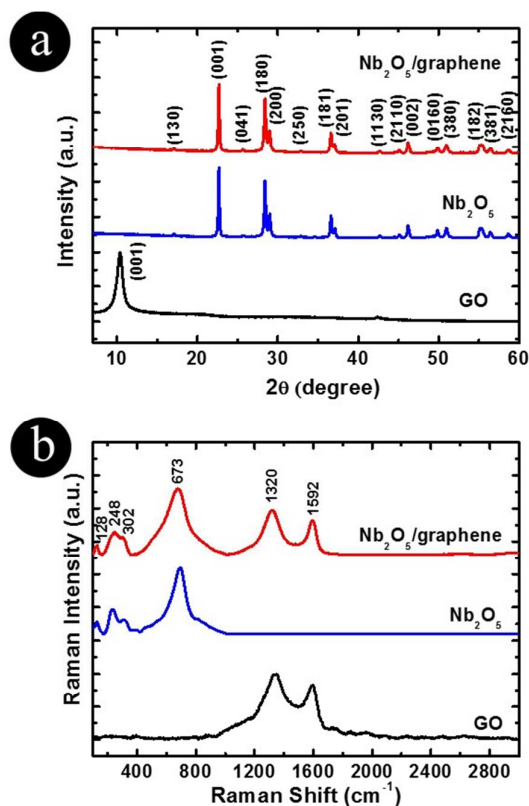 a
Intensity (a.u.)
Nb₂O₅/graphene
(130)
(001)
(041)
(180)
(200)
(250)
(181)
(201)
(1130)
(2110)
(002)
(0160)
(380)
(182)
(381)
(2160)
Nb₂O₅
(001)
GO
10 20 30 40 50 60
2θ (degree)
b
Raman Intensity (a.u.)
128
248
302
673
1320
1592
Nb₂O₅/graphene
Nb₂O₅
GO
400 800 1200 1600 2000 2400 2800
Raman Shift (cm⁻¹)